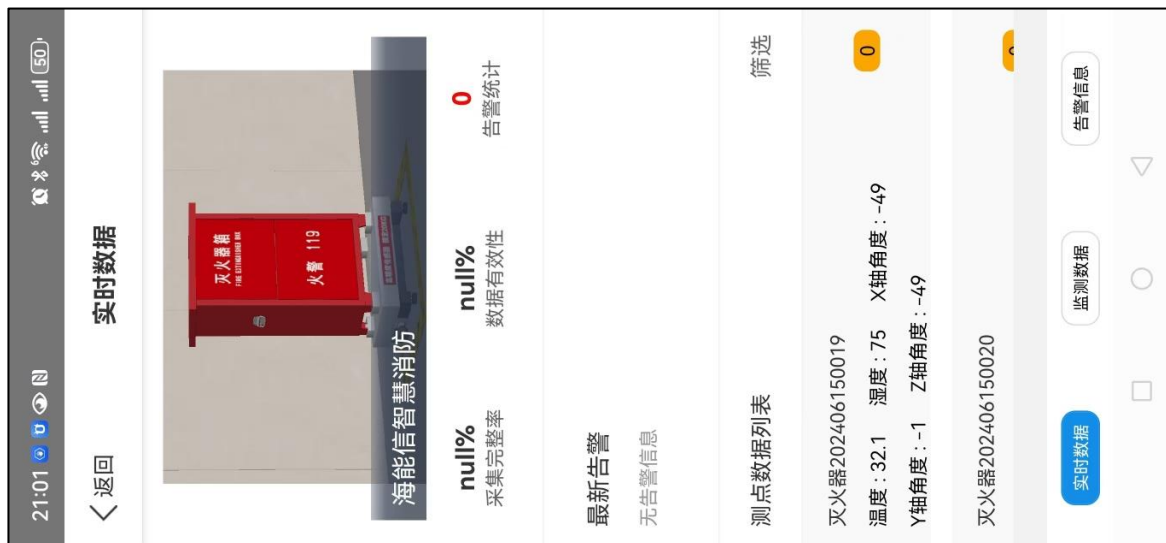 21:01
50
返回
实时数据
灭火器箱
FIRE EXTINGUISHER BOX
火警 119
海能信智慧消防
null%
null%
0
采集完整率
数据有效性
告警统计
最新告警
无告警信息
测点数据列表
筛选
灭火器202406150019
0
温度：32.1 湿度：75 X轴角度：-49
Y轴角度：-1 Z轴角度：-49
灭火器202406150020
实时数据
监测数据
告警信息